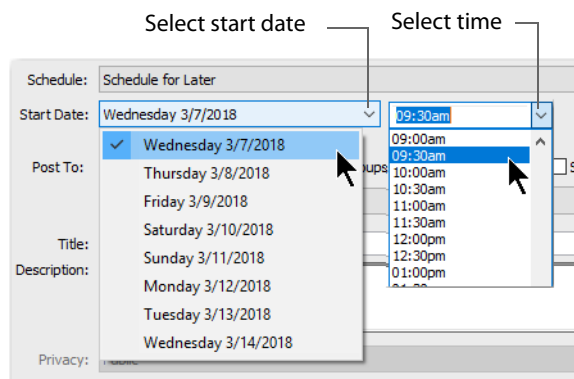 Select start date
Select time
Schedule: Schedule for Later
Start Date: Wednesday 3/7/2018 09:30am
Wednesday 3/7/2018
Thursday 3/8/2018
Friday 3/9/2018
Saturday 3/10/2018
Sunday 3/11/2018
Monday 3/12/2018
Tuesday 3/13/2018
Wednesday 3/14/2018
09:00am
09:30am
10:00am
10:30am
11:00am
11:30am
12:00pm
12:30pm
01:00pm
Post To:
Title:
Description:
Privacy: